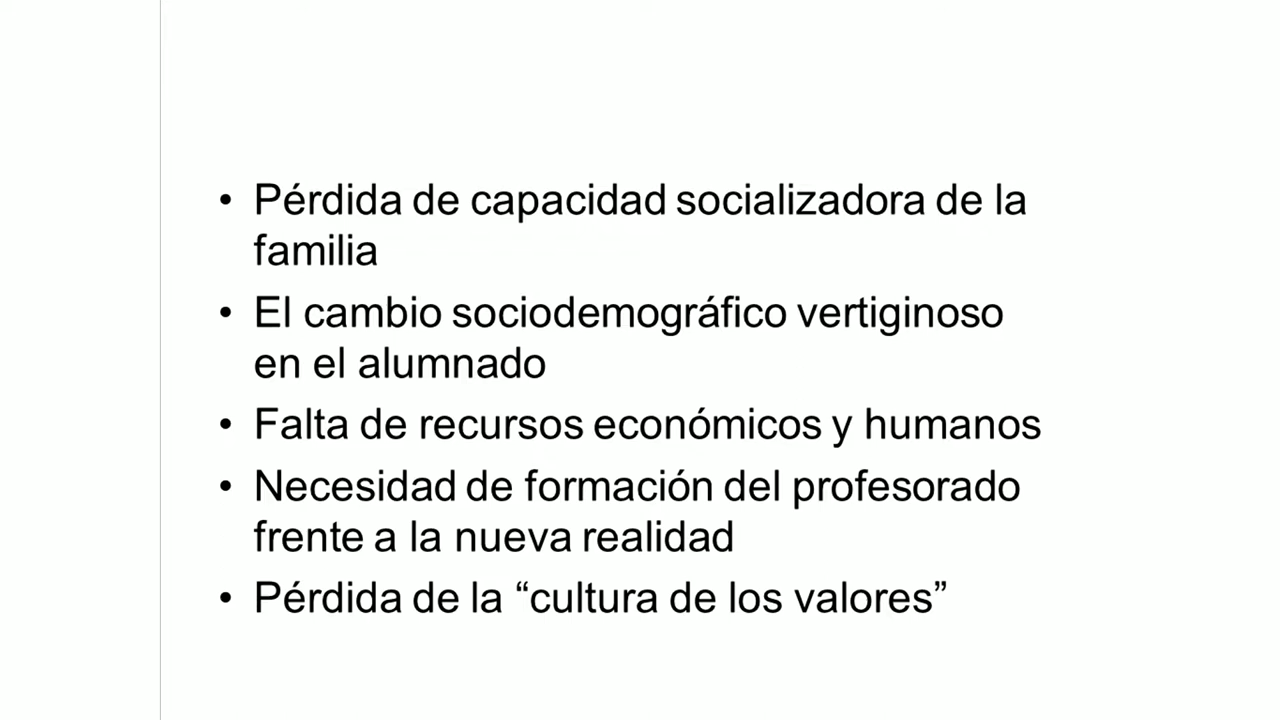 • Pérdida de capacidad socializadora de la
familia
• El cambio sociodemográfico vertiginoso
en el alumnado
• Falta de recursos económicos y humanos
• Necesidad de formación del profesorado
frente a la nueva realidad
• Pérdida de la “cultura de los valores”